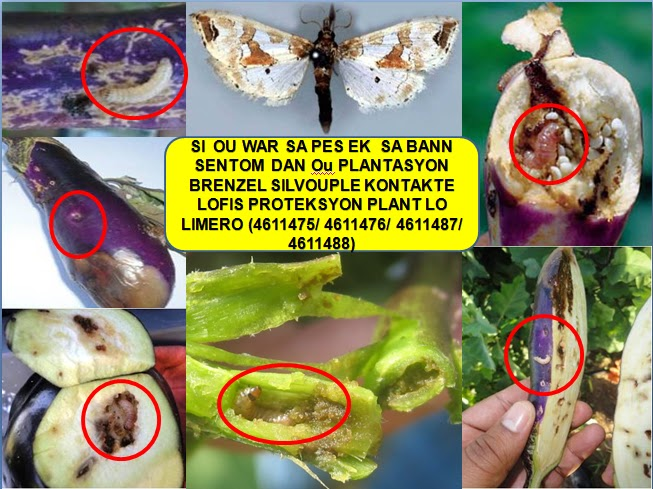 SI OU WAR SA PES EK SA BANN
SENTOM DAN Ou PLANTASYON
BRENZEL SILVOUPLE KONTAKTE
LOFIS PROTEKSYON PLANT LO
LIMERO (4611475/ 4611476/ 4611487/
4611488)